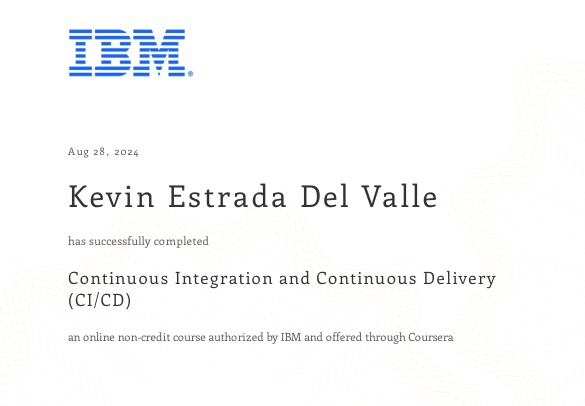 IBM®
Aug 28, 2024
Kevin Estrada Del Valle
has successfully completed
Continuous Integration and Continuous Delivery
(CI/CD)
an online non-credit course authorized by IBM and offered through Coursera